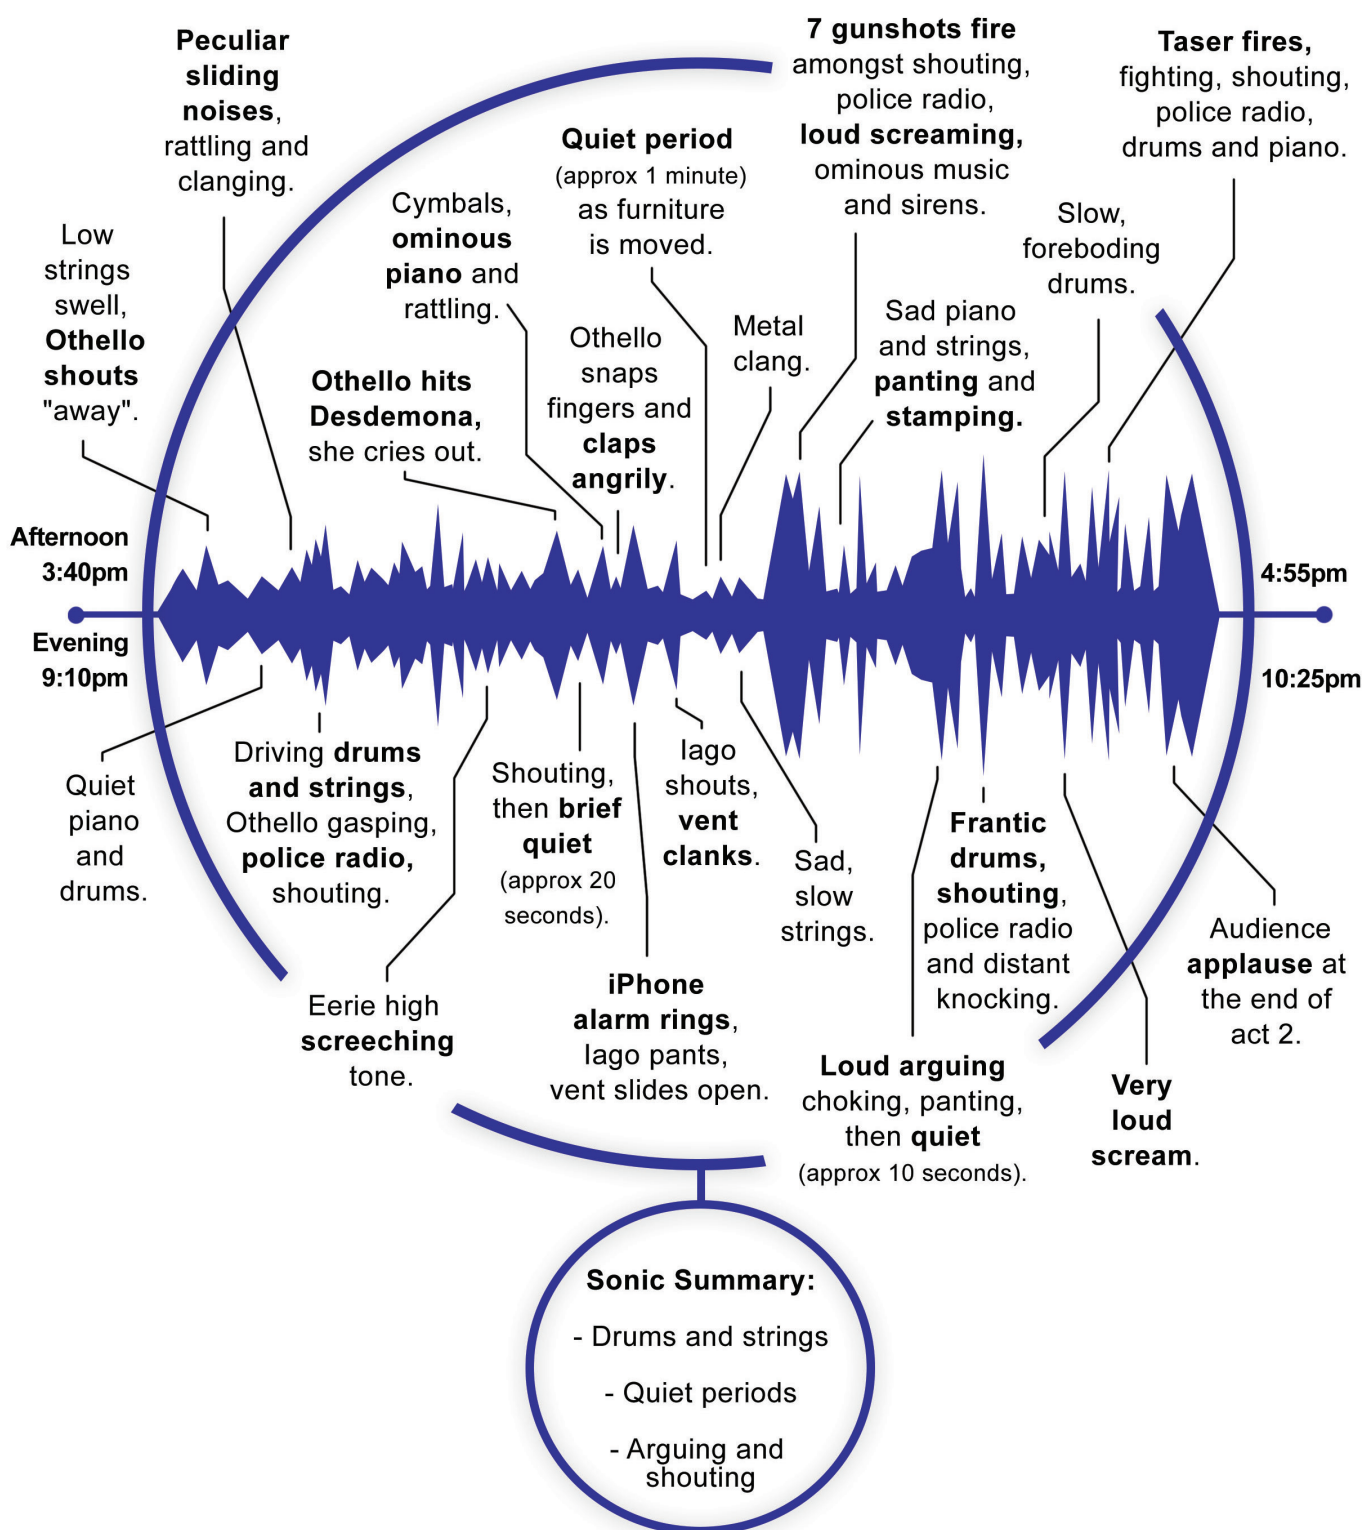 Peculiar
sliding
noises,
rattling and
clanging.
7 gunshots fire
amongst shouting,
police radio,
loud screaming,
ominous music
and sirens.
Taser fires,
fighting, shouting,
police radio,
drums and piano.
Quiet period
(approx 1 minute)
as furniture
is moved.
Cymbals,
ominous
piano and
rattling.
Low
strings
swell,
Othello
shouts
"away".
Slow,
foreboding
drums.
Othello hits
Desdemona,
she cries out.
Othello
snaps
fingers and
claps
angrily.
Metal
clang.
Sad piano
and strings,
panting and
stamping.
Afternoon
3:40pm
4:55pm
Evening
9:10pm
10:25pm
Quiet
piano
and
drums.
Driving drums
and strings,
Othello gasping,
police radio,
shouting.
Eerie high
screeching
tone.
Shouting,
then brief
quiet
(approx 20
seconds).
iPhone
alarm rings,
Iago pants,
vent slides open.
Iago
shouts,
vent
clanks.
Sad,
slow
strings.
Loud arguing
choking, panting,
then quiet
(approx 10 seconds).
Frantic
drums,
shouting,
police radio
and distant
knocking.
Very
loud
scream.
Audience
applause at
the end of
act 2.
Sonic Summary:
- Drums and strings
- Quiet periods
- Arguing and
shouting